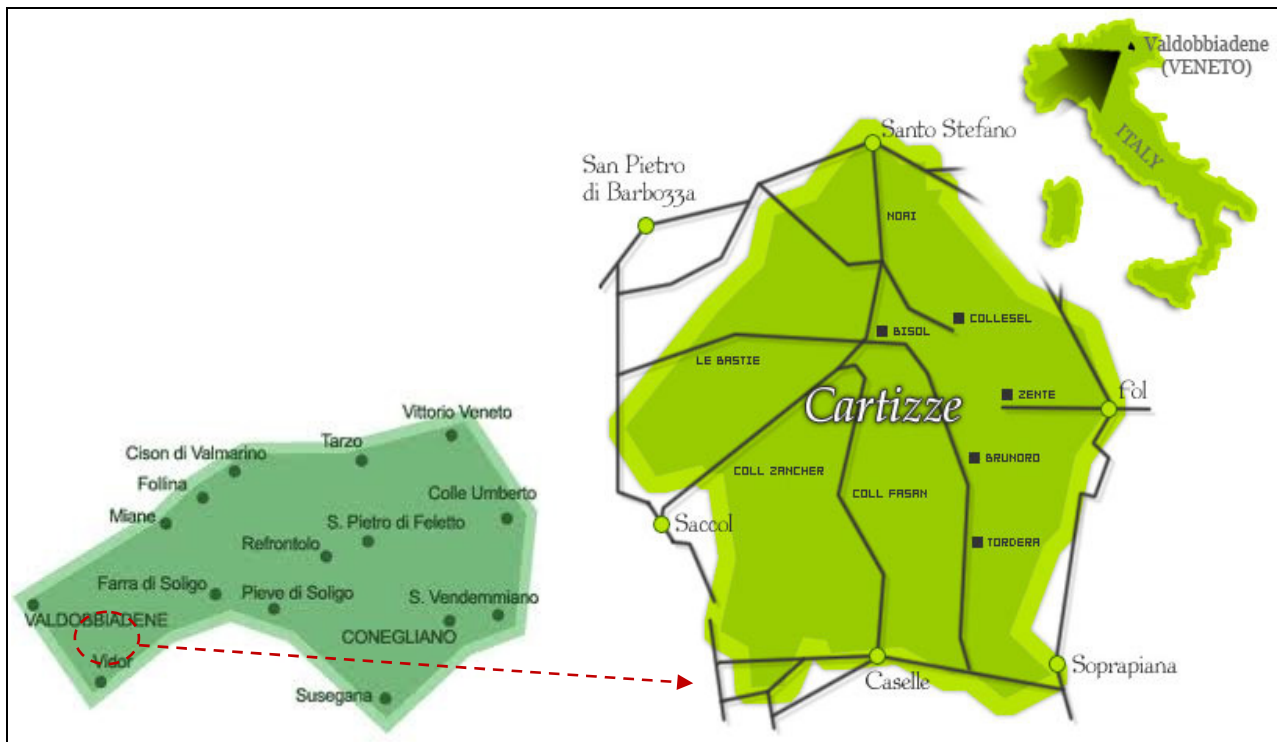 Valdobbiadene
(VENETO)
ITALY
Santo Stefano
San Pietro
di Barbozza
NORI
COLLESEL
BISOL
LE BASTIE
Cartizze
ZENTE
Fol
BRUNORO
COLL ZANCHER
COLL FASAN
Saccol
TORDERA
Soprapiana
Caselle
Vittorio Veneto
Tarzo
Cison di Valmarino
Follina
Colle Umberto
Miane
S. Pietro di Feletto
Refrontolo
Farra di Soligo
Pieve di Soligo
S. Vendemmiano
VALDOBBIADENE
CONEGLIANO
Vidor
Susegana